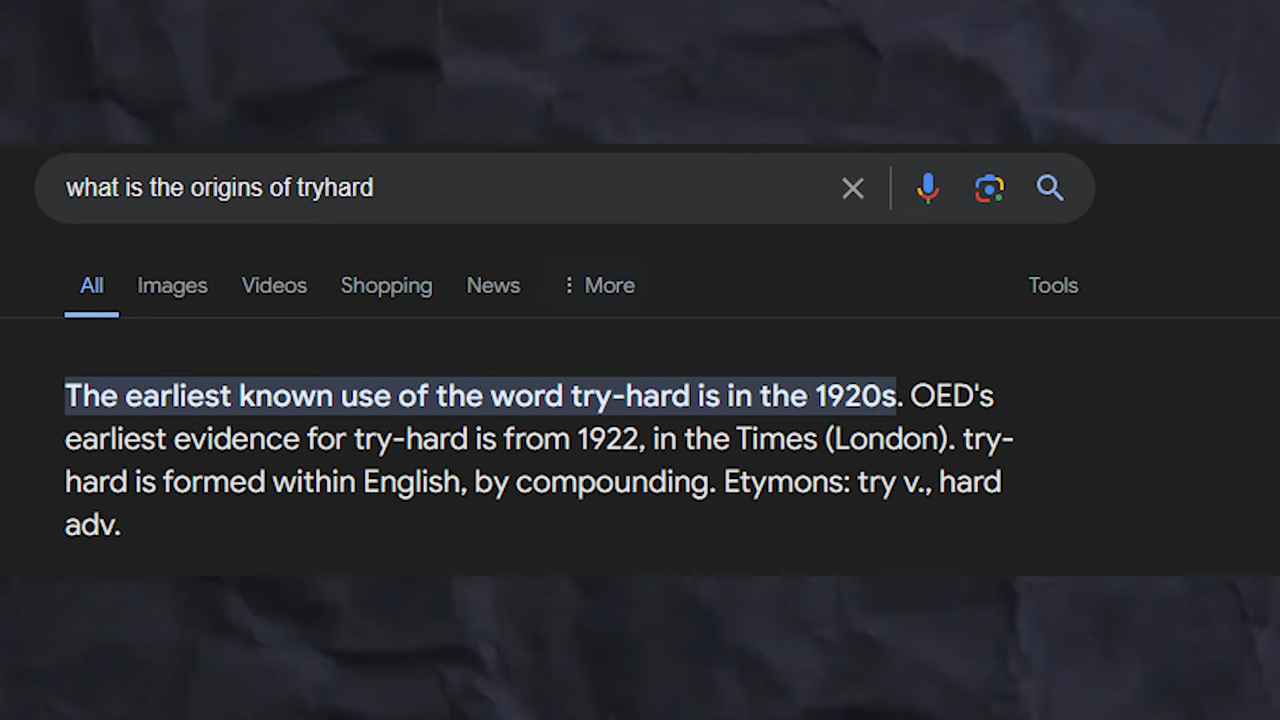 what is the origins of tryhard
All Images Videos Shopping News More Tools
The earliest known use of the word try-hard is in the 1920s. OED's
earliest evidence for try-hard is from 1922, in the Times (London). try-
hard is formed within English, by compounding. Etymons: try v., hard
adv.